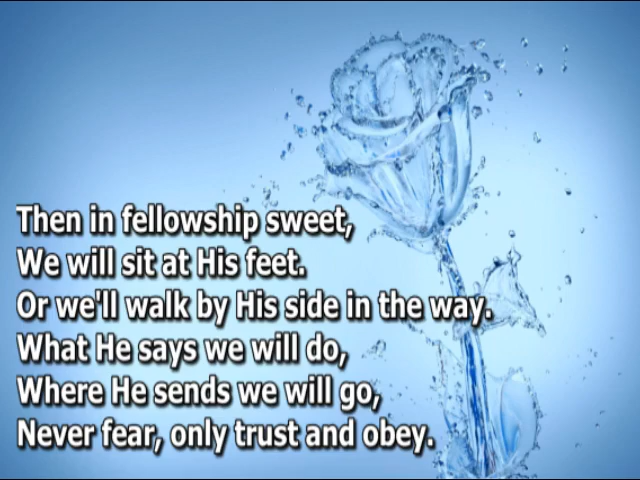 Then in fellowship sweet,
We will sit at His feet.
Or we'll walk by His side in the way.
What He says we will do,
Where He sends we will go,
Never fear, only trust and obey.